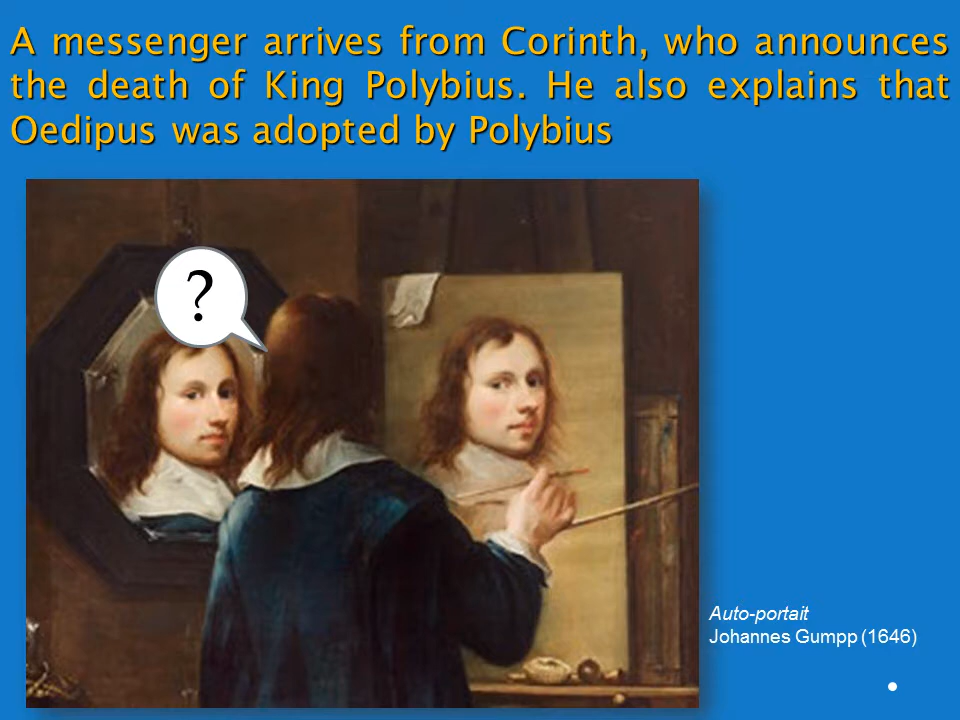 A messenger arrives from Corinth, who announces
the death of King Polybius. He also explains that
Oedipus was adopted by Polybius
?
Auto-portait
Johannes Gumpp (1646)